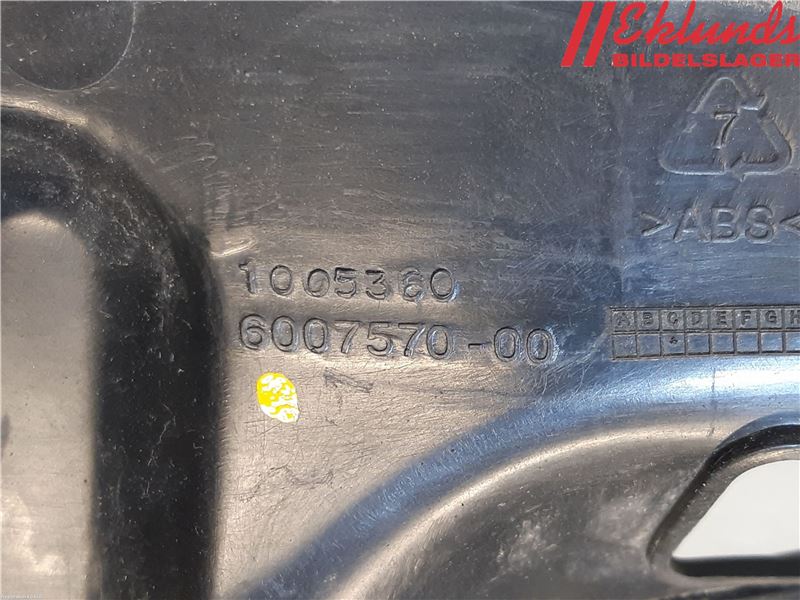 Eklunds
BILDELSLAGER
7
>ABS<
1005360
6007570-00
A B C D E F G H